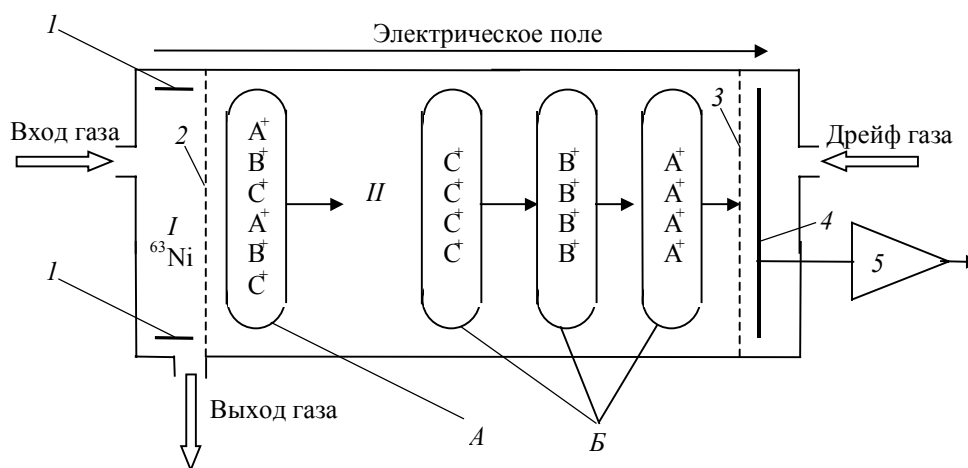 1
Электрическое поле
Вход газа
2
3
Дрейф газа
A+
B+
C+
A+
B+
C+
II
C+
C+
C+
C+
B+
B+
B+
B+
A+
A+
A+
A+
I
63Ni
4
5
1
Выход газа
А
Б